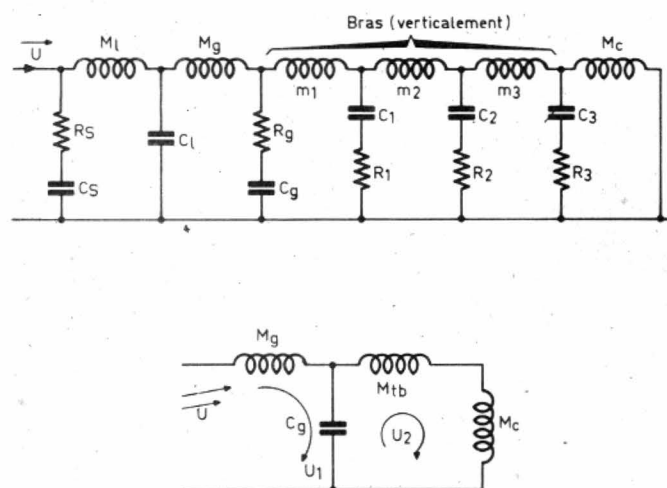 Bras (verticalement)
U
Ml
Mg
m1
m2
m3
Mc
RS
CS
Cl
Rg
Cg
C1
R1
C2
R2
C3
R3
Mg
U
Cg
U1
Mtb
U2
Mc